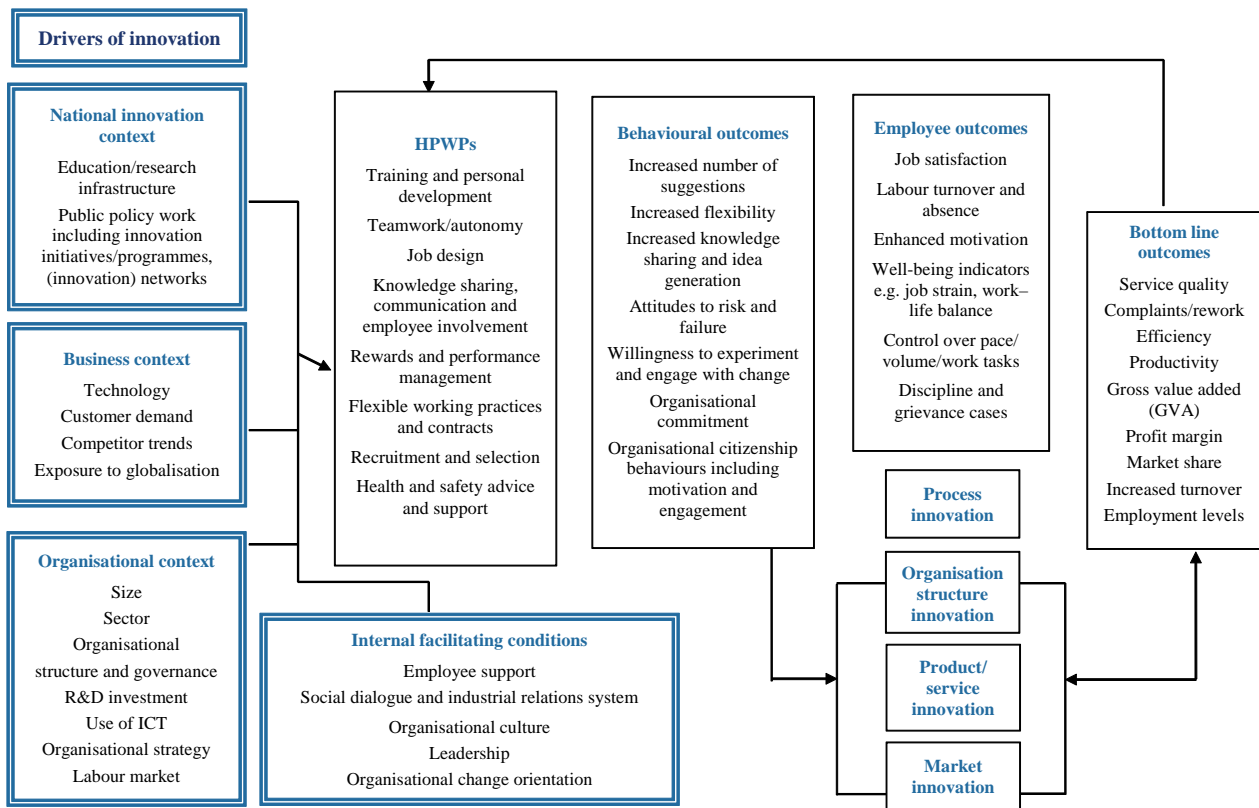 Drivers of innovation
National innovation
context
Education/research
infrastructure
Public policy work
including innovation
initiatives/programmes,
(innovation) networks
Business context
Technology
Customer demand
Competitor trends
Exposure to globalisation
Organisational context
Size
Sector
Organisational
structure and governance
R&D investment
Use of ICT
Organisational strategy
Labour market
HPWPs
Training and personal
development
Teamwork/autonomy
Job design
Knowledge sharing,
communication and
employee involvement
Rewards and performance
management
Flexible working practices
and contracts
Recruitment and selection
Health and safety advice
and support
Internal facilitating conditions
Employee support
Social dialogue and industrial relations system
Organisational culture
Leadership
Organisational change orientation
Behavioural outcomes
Increased number of
suggestions
Increased flexibility
Increased knowledge
sharing and idea
generation
Attitudes to risk and
failure
Willingness to experiment
and engage with change
Organisational
commitment
Organisational citizenship
behaviours including
motivation and
engagement
Employee outcomes
Job satisfaction
Labour turnover and
absence
Enhanced motivation
Well-being indicators
e.g. job strain, work–
life balance
Control over pace/
volume/work tasks
Discipline and
grievance cases
Process
innovation
Organisation
structure
innovation
Product/
service
innovation
Market
innovation
Bottom line
outcomes
Service quality
Complaints/rework
Efficiency
Productivity
Gross value added
(GVA)
Profit margin
Market share
Increased turnover
Employment levels